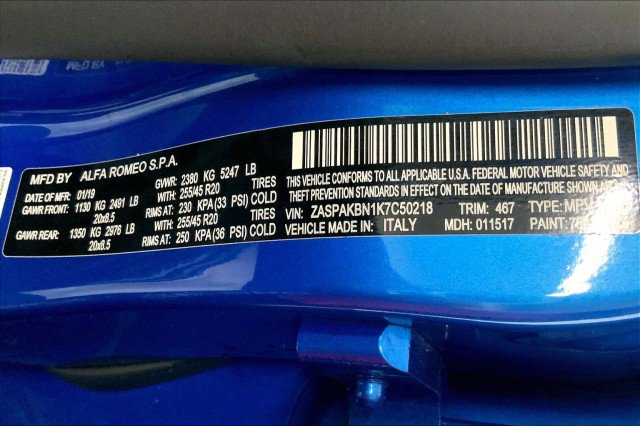 MFD BY ALFA ROMEO S.P.A.
DATE OF MFD: 01/19 GVWR: 2380 KG 5247 LB
GAWR FRONT: 1130 KG 2491 LB WITH: 255/45 R20 TIRES
20x8.5 RIMS AT: 230 KPA (33 PSI) COLD
GAWR REAR: 1350 KG 2976 LB WITH: 255/45 R20 TIRES
20x8.5 RIMS AT: 250 KPA (36 PSI) COLD
THIS VEHICLE CONFORMS TO ALL APPLICABLE U.S.A. FEDERAL MOTOR VEHICLE SAFETY
THEFT PREVENTION STANDARDS IN EFFECT ON THE DATE OF MANUFACTURE
VIN: ZASPAKBN1K7C50218 TRIM: 467 TYPE: MPV
VEHICLE MADE IN: ITALY MDH: 011517 PAINT: